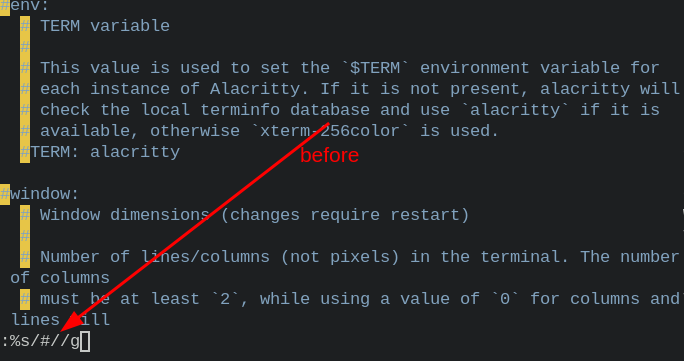 #env:
# TERM variable
#
# This value is used to set the `$TERM` environment variable for
# each instance of Alacritty. If it is not present, alacritty will
# check the local terminfo database and use `alacritty` if it is
# available, otherwise `xterm-256color` is used.
#TERM: alacritty
before
#window:
# Window dimensions (changes require restart)
#
# Number of lines/columns (not pixels) in the terminal. The number
of columns
# must be at least `2`, while using a value of `0` for columns and
lines will
:%s/#//g